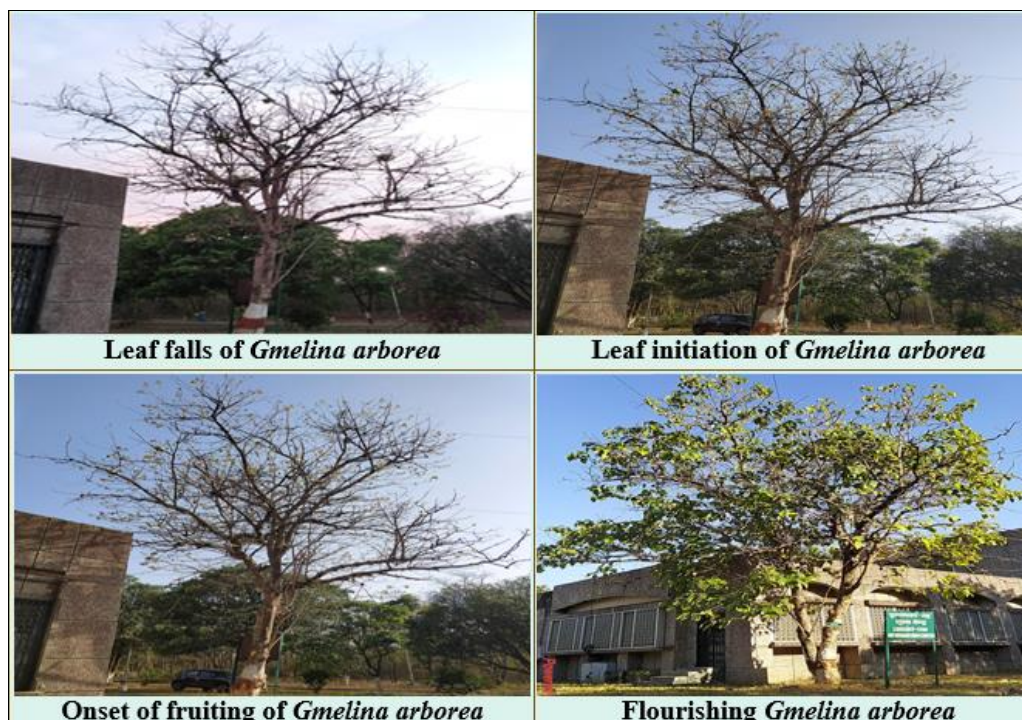 Leaf falls of Gmelina arborea
Leaf initiation of Gmelina arborea
Onset of fruiting of Gmelina arborea
Flourishing Gmelina arborea